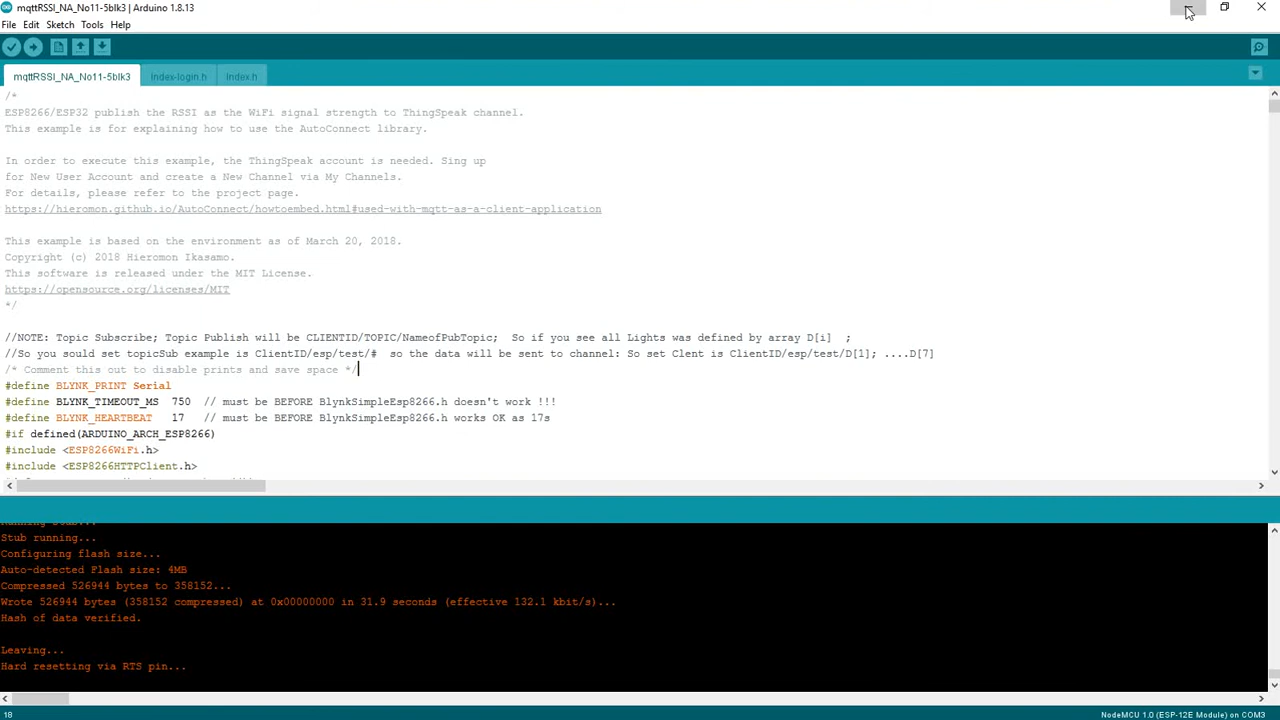 mqttRSSI_NA_No11-5blk3 | Arduino 1.8.13
File Edit Sketch Tools Help
mqttRSSI_NA_No11-5blk3 index-login.h index.h
/*
ESP8266/ESP32 publish the RSSI as the WiFi signal strength to ThingSpeak channel.
This example is for explaining how to use the AutoConnect library.
In order to execute this example, the ThingSpeak account is needed. Sing up
for New User Account and create a New Channel via My Channels.
For details, please refer to the project page.
https://hieromon.github.io/AutoConnect/howtoembed.html#used-with-mqtt-as-a-client-application
This example is based on the environment as of March 20, 2018.
Copyright (c) 2018 Hieromon Ikasamo.
This software is released under the MIT License.
https://opensource.org/licenses/MIT
*/
//NOTE: Topic Subscribe; Topic Publish will be CLIENTID/TOPIC/NameofPubTopic;  So if you see all Lights was defined by array D[i]  ;
//So you sould set topicSub example is ClientID/esp/test/#  so the data will be sent to channel: So set Clent is ClientID/esp/test/D[1]; ....D[7]
/* Comment this out to disable prints and save space */
#define BLYNK_PRINT Serial
#define BLYNK_TIMEOUT_MS  750  // must be BEFORE BlynkSimpleEsp8266.h doesn't work !!!
#define BLYNK_HEARTBEAT   17   // must be BEFORE BlynkSimpleEsp8266.h works OK as 17s
#if defined(ARDUINO_ARCH_ESP8266)
#include <ESP8266WiFi.h>
#include <ESP8266HTTPClient.h>
Running stub...
Stub running...
Configuring flash size...
Auto-detected Flash size: 4MB
Compressed 526944 bytes to 358152...
Wrote 526944 bytes (358152 compressed) at 0x00000000 in 31.9 seconds (effective 132.1 kbit/s)...
Hash of data verified.
Leaving...
Hard resetting via RTS pin...
18 NodeMCU 1.0 (ESP-12E Module) on COM3